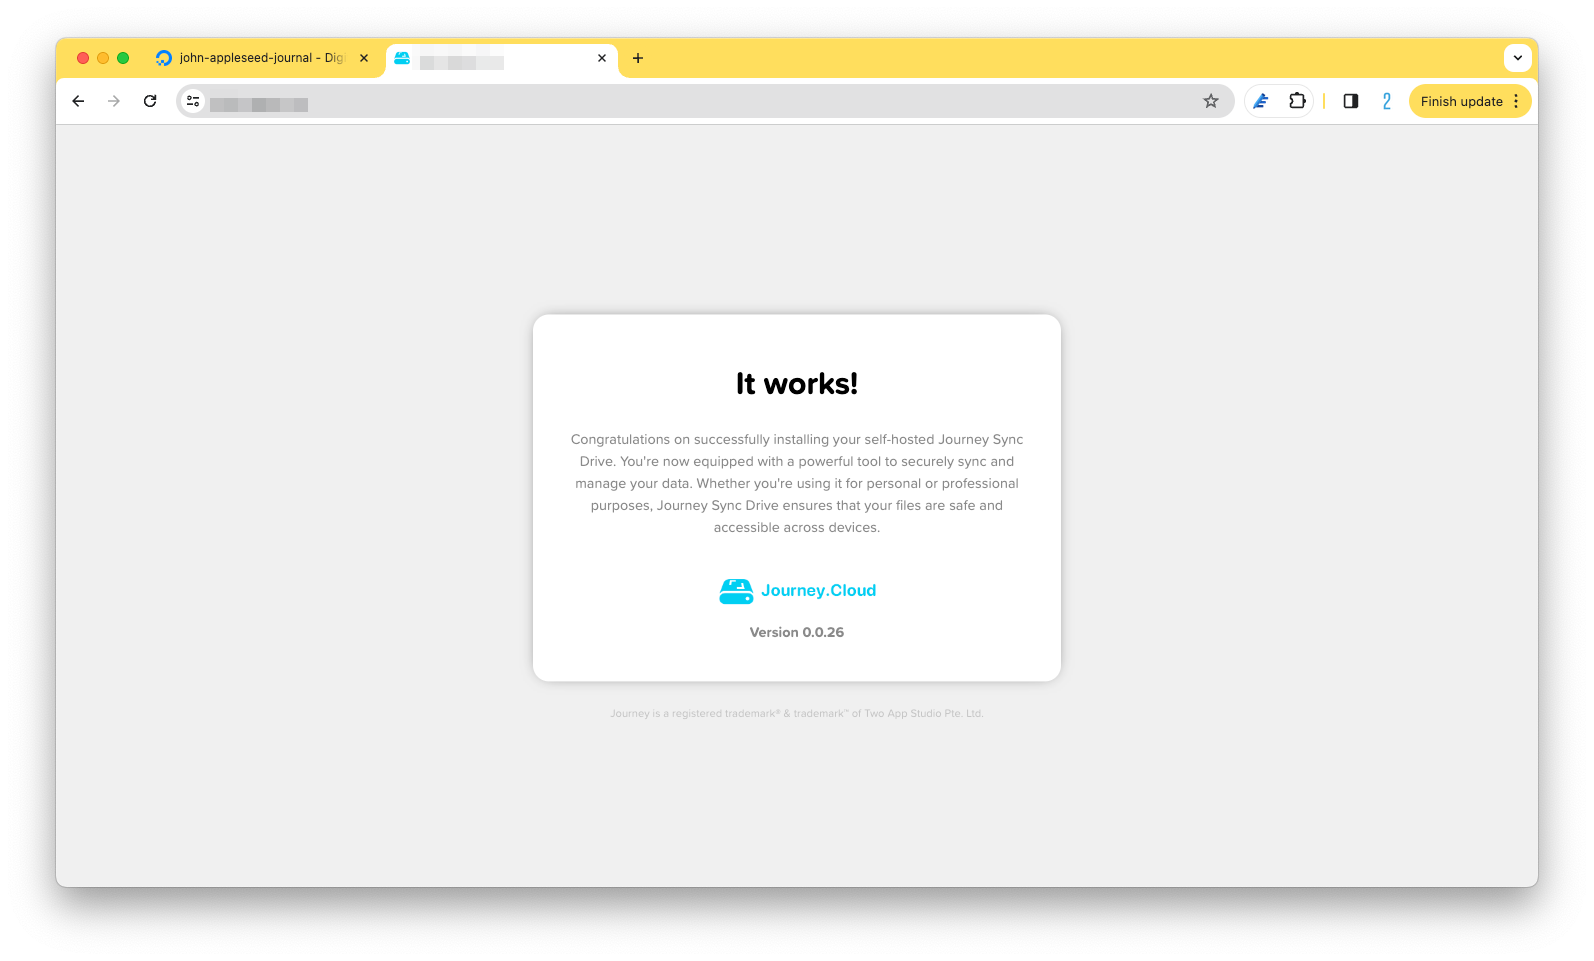 john-appleseed-journal - Dig
Finish update
It works!
Congratulations on successfully installing your self-hosted Journey Sync
Drive. You're now equipped with a powerful tool to securely sync and
manage your data. Whether you're using it for personal or professional
purposes, Journey Sync Drive ensures that your files are safe and
accessible across devices.
Journey.Cloud
Version 0.0.26
Journey is a registered trademark® & trademark™ of Two App Studio Pte. Ltd.